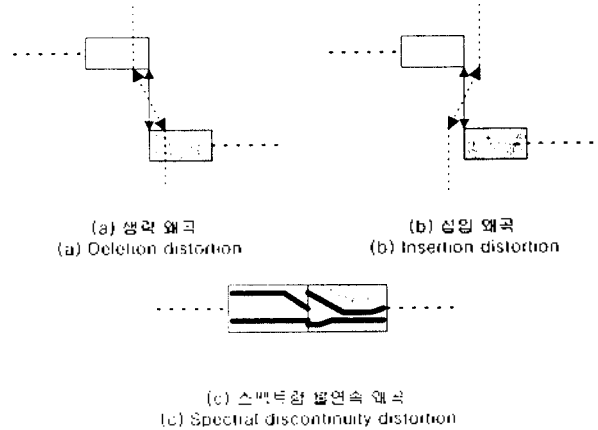 (a) 생략 왜곡
(a) Deletion distortion
(b) 삽입 왜곡
(b) Insertion distortion
(c) 스펙트럼 불연속 왜곡
(c) Spectral discontinuity distortion